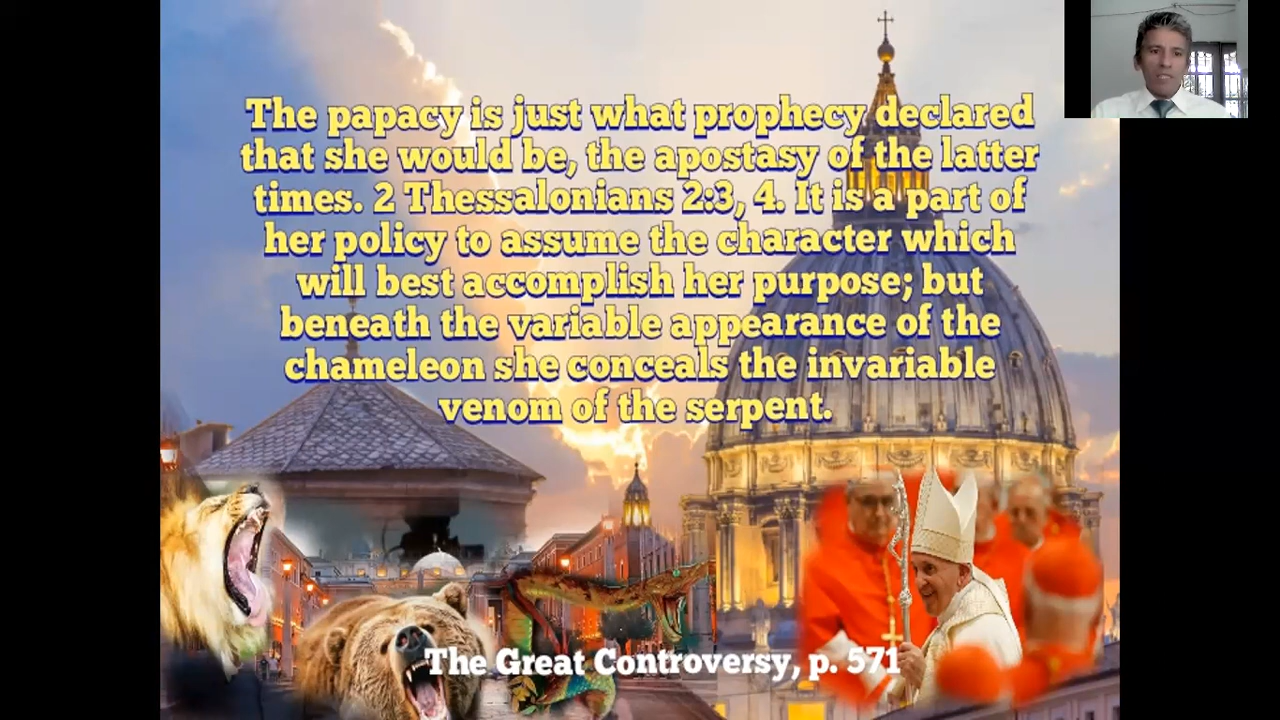 The papacy is just what prophecy declared
that she would be, the apostasy of the latter
times. 2 Thessalonians 2:3, 4. It is a part of
her policy to assume the character which
will best accomplish her purpose; but
beneath the variable appearance of the
chameleon she conceals the invariable
venom of the serpent.
The Great Controversy, p. 571